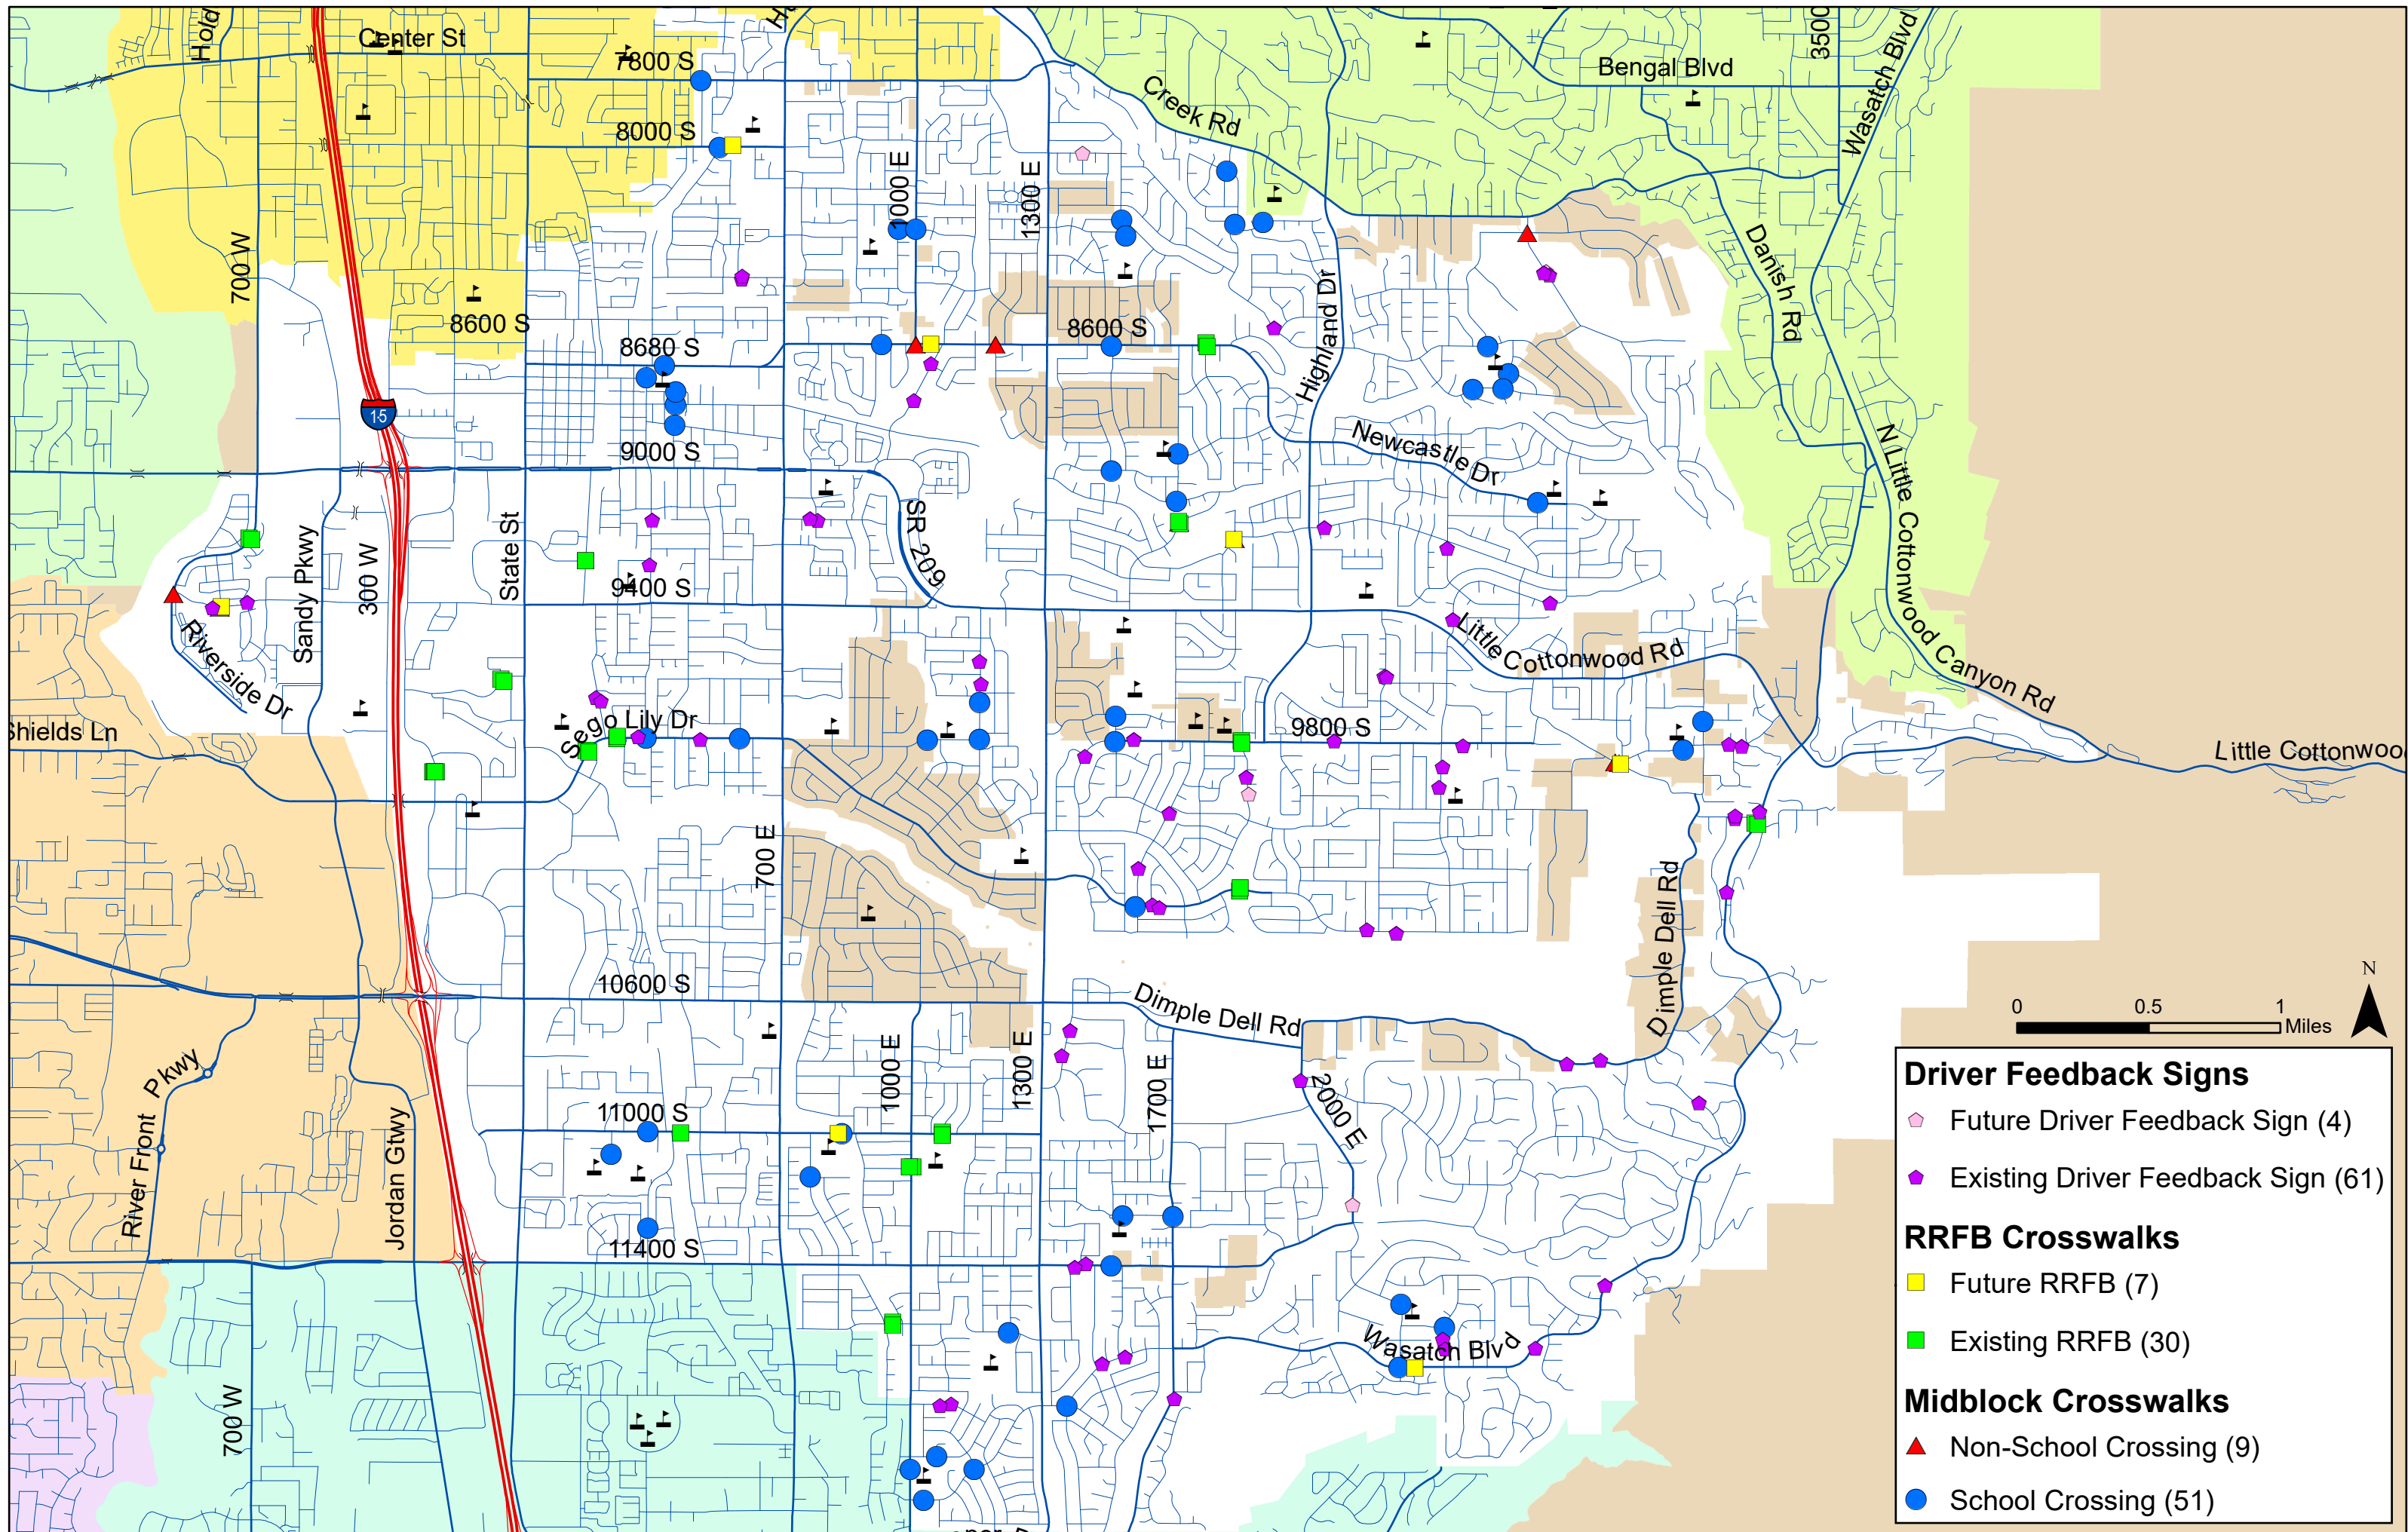 Hold
Center St
7800 S
Creek Rd
Bengal Blvd
3500
Wasatch Blvd
8000 S
1000 E
1300 E
700 W
Danish Rd
8600 S
8680 S
8600 S
Highland Dr
15
9000 S
Newcastle Dr
N Little Cottonwood Canyon Rd
Sandy Pkwy
300 W
State St
SR 209
9400 S
Riverside Dr
Little Cottonwood Rd
Shields Ln
Sego Lily Dr
9800 S
Little Cottonwoo
700 E
Dimple Dell Rd
10600 S
Dimple Dell Rd
River Front Pkwy
Jordan Gtwy
11000 S
1000 E
1300 E
1700 E
2000 E
11400 S
Wasatch Blvd
700 W
N
0 0.5 1
Miles
Driver Feedback Signs
Future Driver Feedback Sign (4)
Existing Driver Feedback Sign (61)
RRFB Crosswalks
Future RRFB (7)
Existing RRFB (30)
Midblock Crosswalks
Non-School Crossing (9)
School Crossing (51)